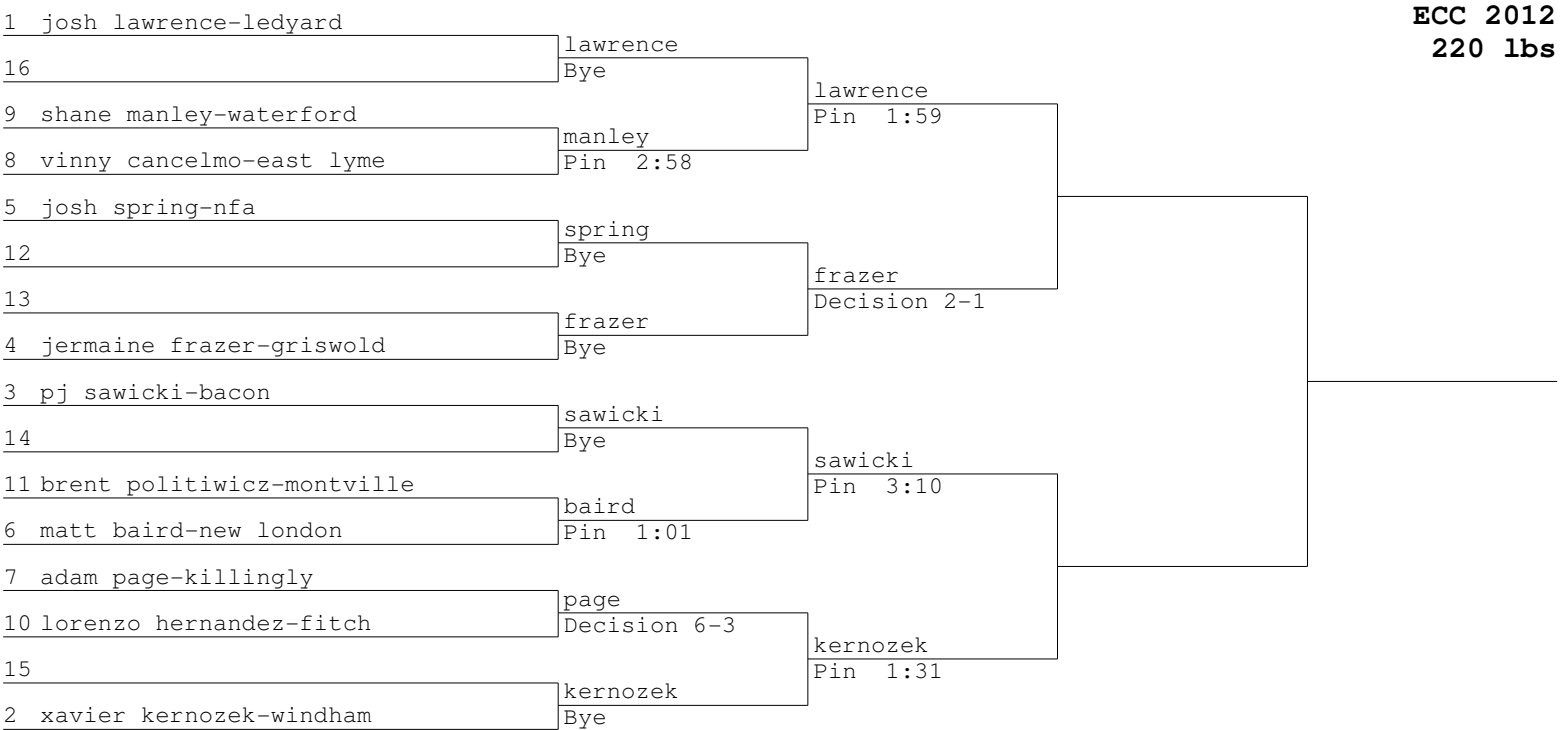 ECC 2012
220 lbs
1 josh lawrence-ledyard
lawrence
16
Bye
lawrence
9 shane manley-waterford
Pin 1:59
manley
8 vinny cancelmo-east lyme
Pin 2:58
5 josh spring-nfa
spring
12
Bye
frazer
13
Decision 2-1
frazer
4 jermaine frazer-griswold
Bye
3 pj sawicki-bacon
sawicki
14
Bye
sawicki
11 brent politiwicz-montville
Pin 3:10
baird
6 matt baird-new london
Pin 1:01
7 adam page-killingly
page
10 lorenzo hernandez-fitch
Decision 6-3
kernozek
15
Pin 1:31
kernozek
2 xavier kernozek-windham
Bye